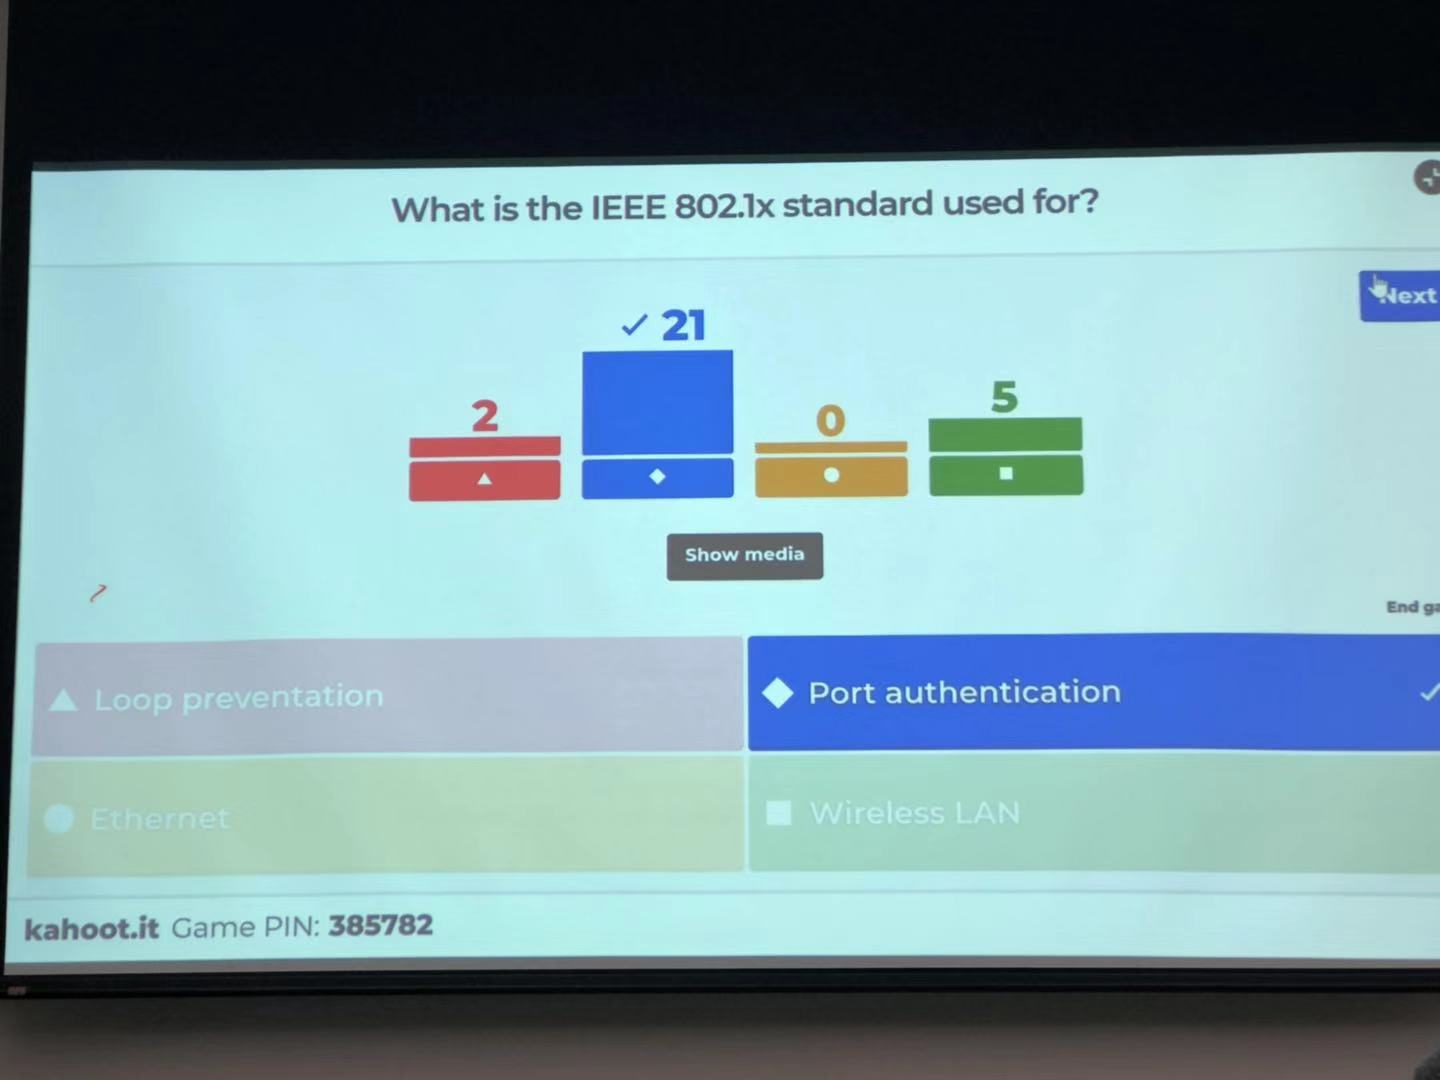 What is the IEEE 802.1x standard used for?
Next
✓ 21
2
0
5
Show media
End ga
Loop preventation
Port authentication
Ethernet
Wireless LAN
kahoot.it Game PIN: 385782